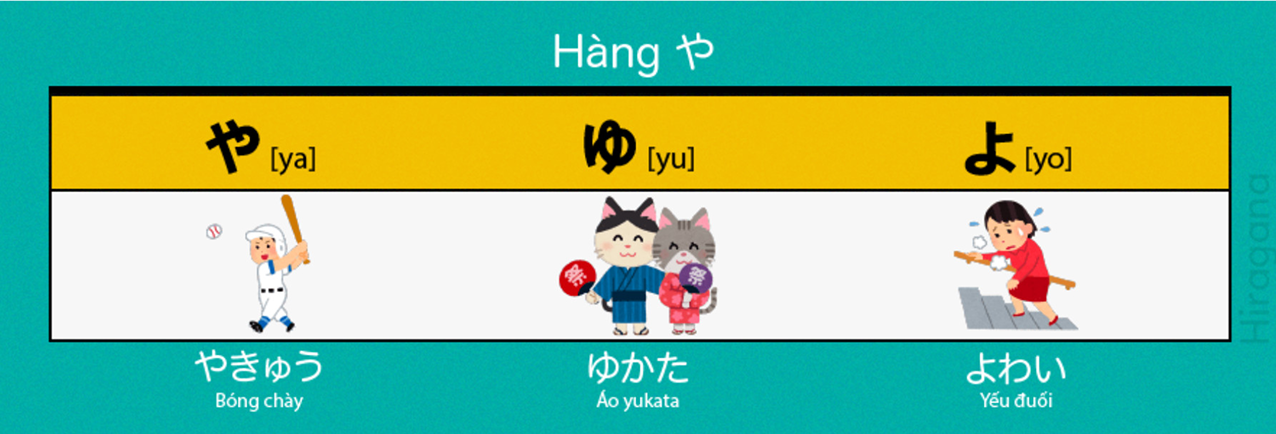 Hàng や
や [ya] ゆ [yu] よ [yo]
祭 祭
やきゅう ゆかた よわい
Bóng chày Áo yukata Yếu đuối
Hiragana